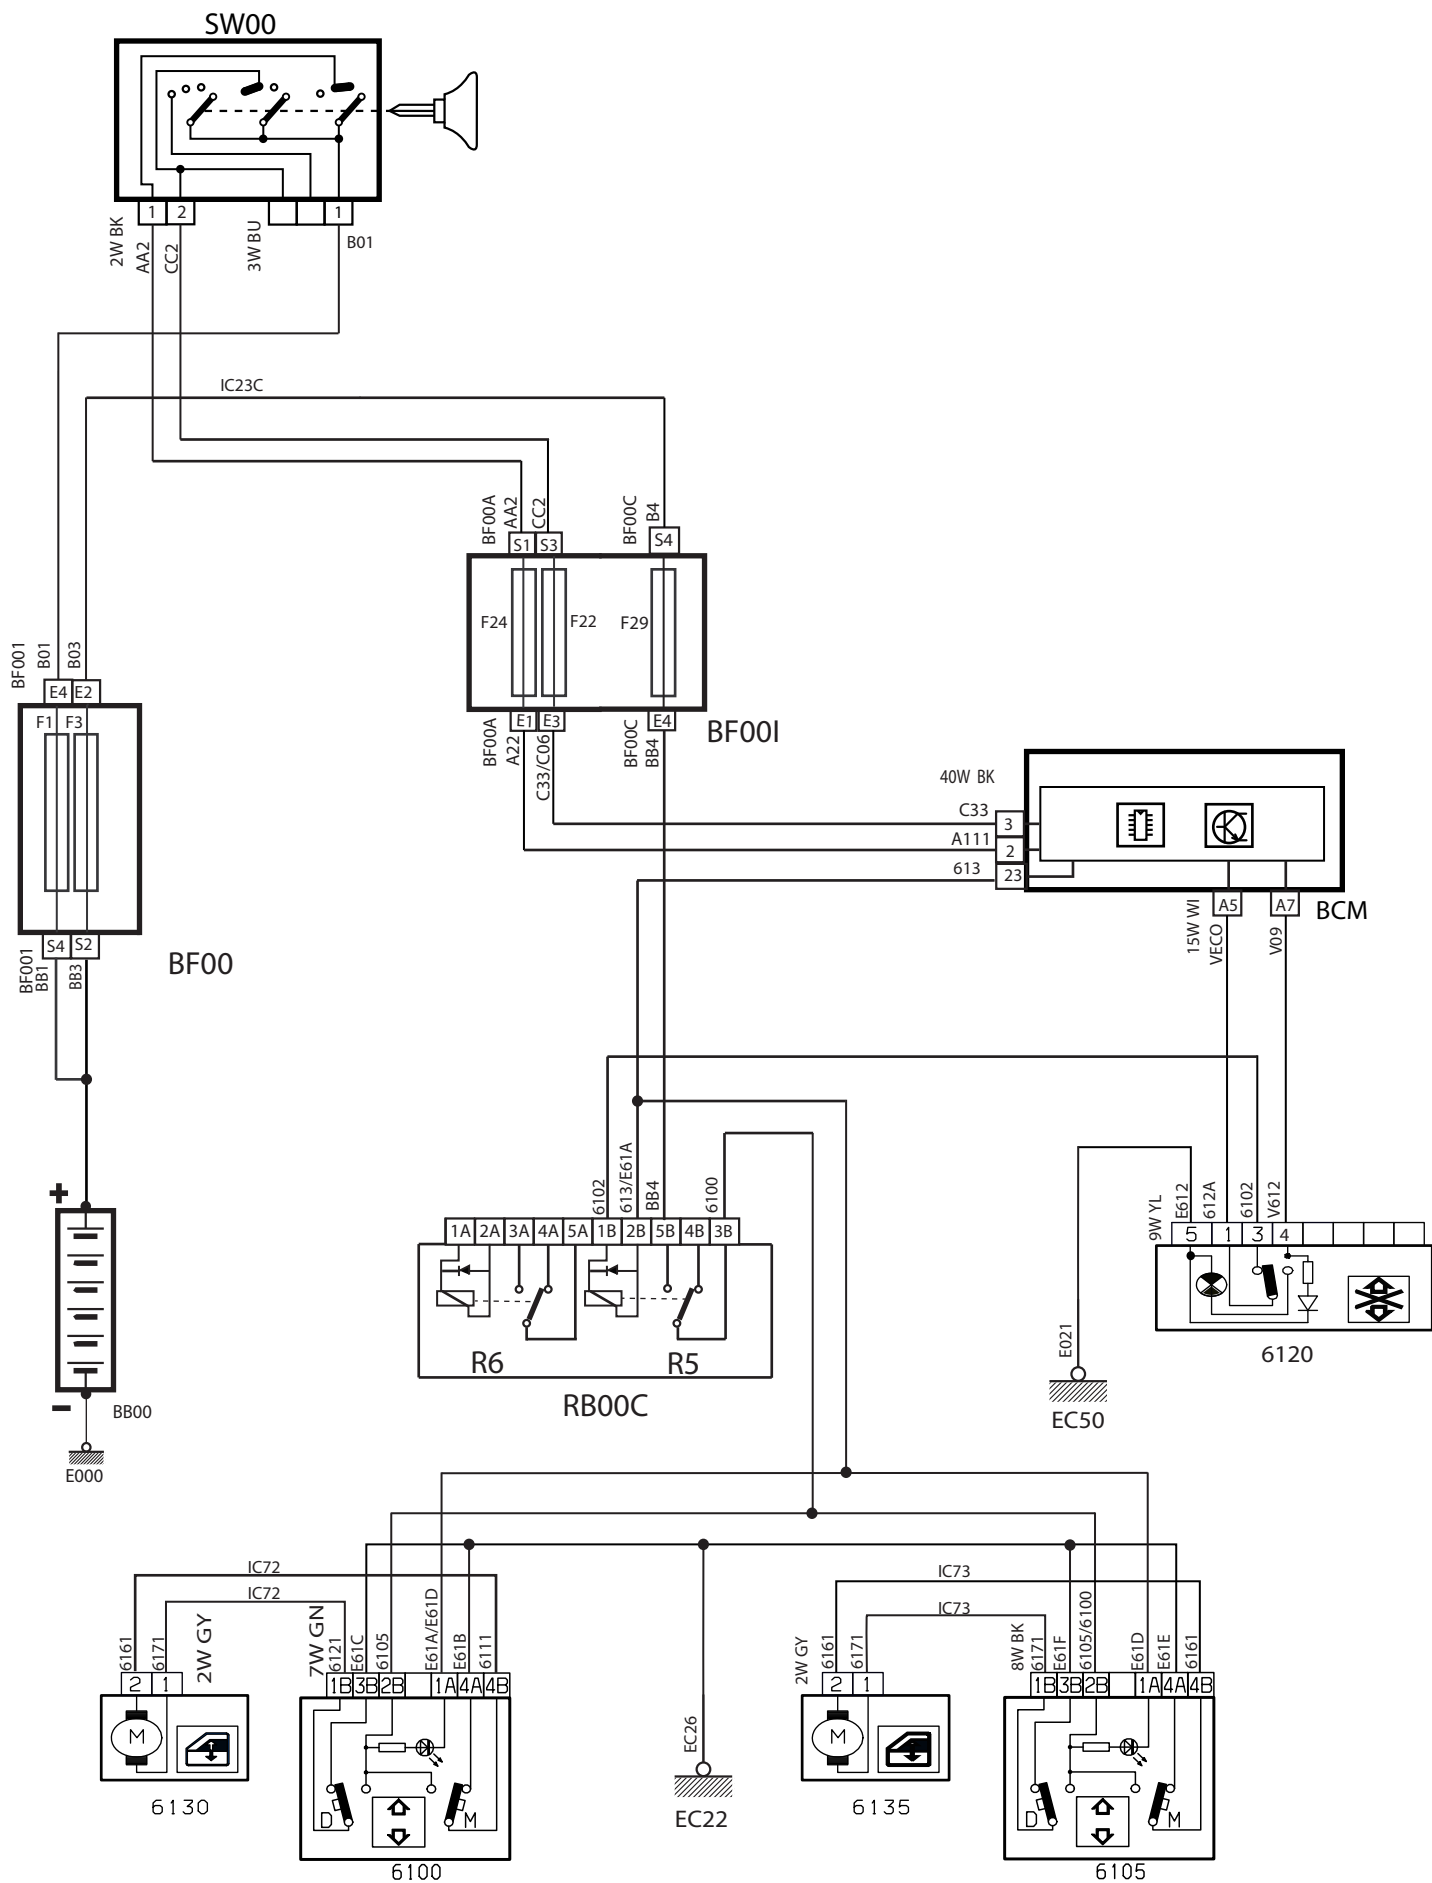 SW00
1 2 1
2W BK
AA2
CC2
3W BU
B01
IC23C
BF00A
AA2
CC2
BF00C
B4
S1 S3 S4
F24
F22
F29
E1 E3 E4
BF00A
A22
C33/C06
BF00C
BB4
BF00I
BF001
B01
B03
E4 E2
F1 F3
S4 S2
BF001
BB1
BB3
BF00
40W BK
C33
3
A111
2
613
23
A5
A7
BCM
15W WI
VECO
V09
+
−
BB00
E000
6102
613/E61A
BB4
6100
1A 2A 3A 4A 5A 1B 2B 5B 4B 3B
R6
R5
RB00C
9W YL
E612
612A
6102
V612
5 1 3 4
6120
E021
EC50
IC72
IC72
6161
6171
2W GY
2 1
M
6130
7W GN
6121
E61C
6105
E61A/E61D
E61B
6111
1B 3B 2B 1A 4A 4B
D
M
6100
EC26
EC22
IC73
IC73
2W GY
6161
6171
2 1
M
6135
8W BK
6171
E61F
6105/6100
E61D
E61E
6161
1B 3B 2B 1A 4A 4B
D
M
6105